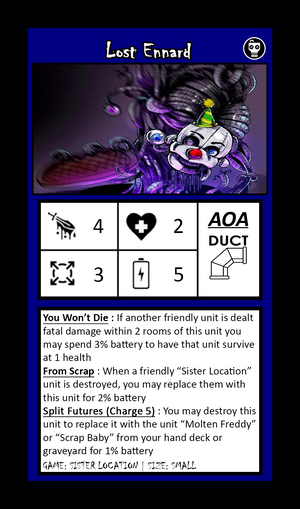 Lost Ennard
4
2
AOA
DUCT
3
5
You Won't Die : If another friendly unit is dealt
fatal damage within 2 rooms of this unit you
may spend 3% battery to have that unit survive
at 1 health
From Scrap : When a friendly “Sister Location”
unit is destroyed, you may replace them with
this unit for 2% battery
Split Futures (Charge 5) : You may destroy this
unit to replace it with the unit “Molten Freddy”
or “Scrap Baby” from your hand deck or
graveyard for 1% battery
GAME: SISTER LOCATION | SIZE: SMALL